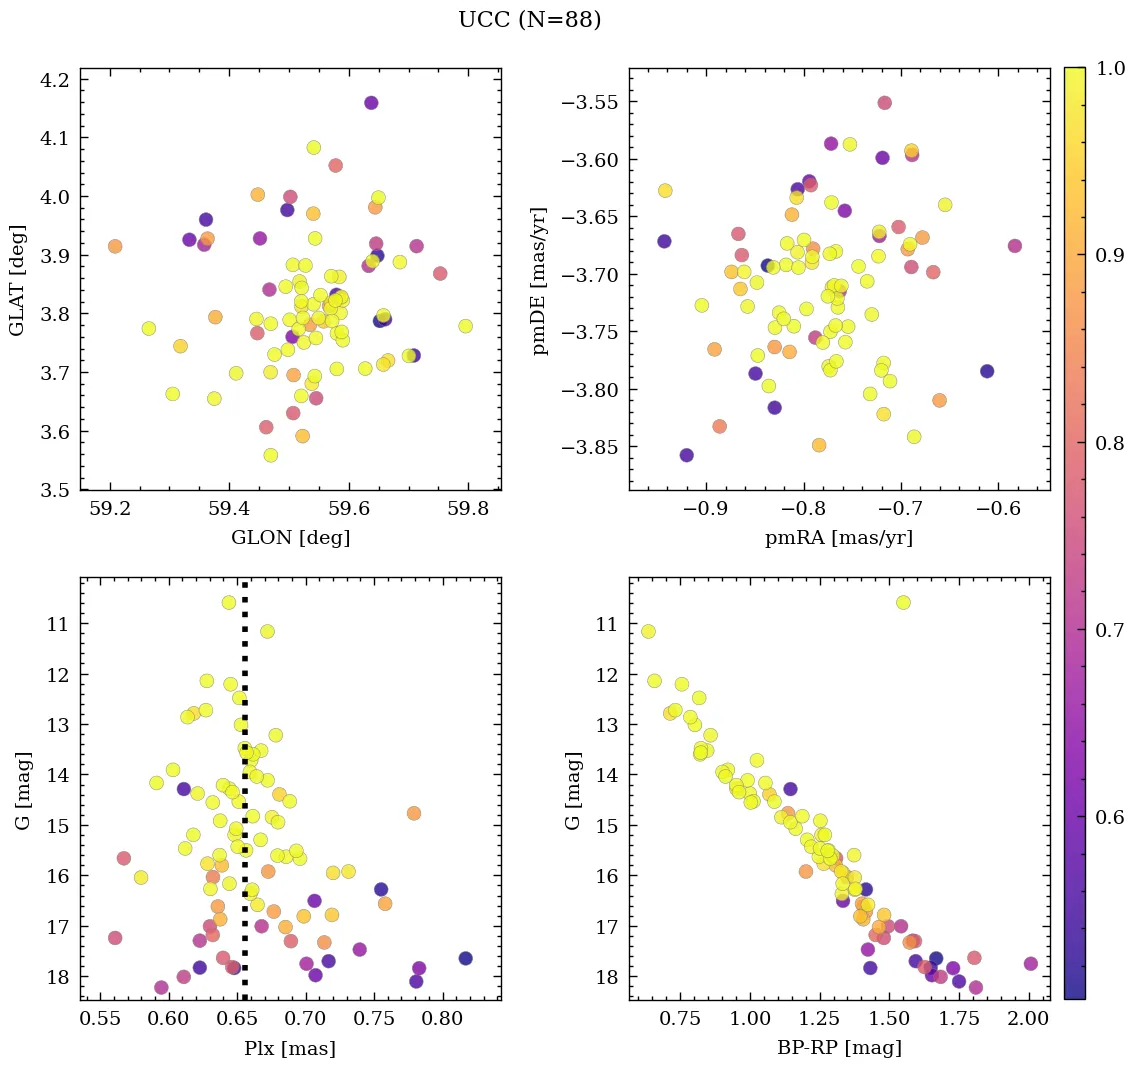 UCC (N=88)
4.2
4.1
4.0
3.9
3.8
3.7
3.6
3.5
GLAT [deg]
59.2 59.4 59.6 59.8
GLON [deg]
−3.55
−3.60
−3.65
−3.70
−3.75
−3.80
−3.85
pmDE [mas/yr]
−0.9 −0.8 −0.7 −0.6
pmRA [mas/yr]
1.0
0.9
0.8
0.7
0.6
11
12
13
14
15
16
17
18
G [mag]
0.55 0.60 0.65 0.70 0.75 0.80
Plx [mas]
11
12
13
14
15
16
17
18
G [mag]
0.75 1.00 1.25 1.50 1.75 2.00
BP-RP [mag]